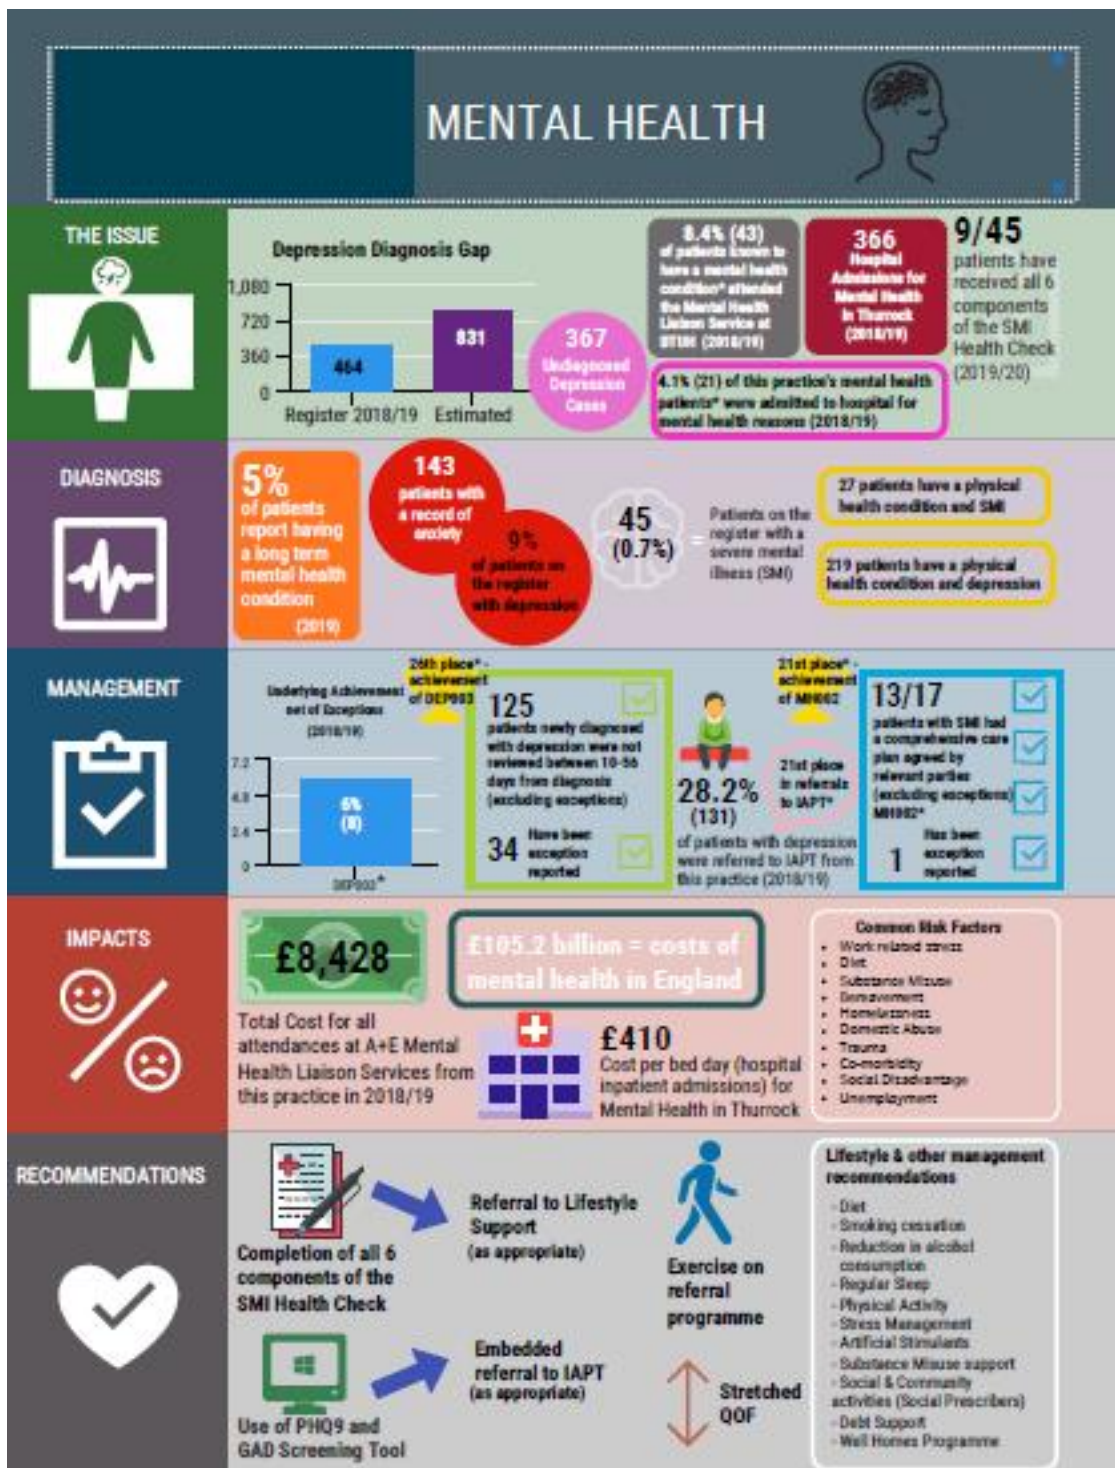 MENTAL HEALTH
THE ISSUE
Depression Diagnosis Gap
1,080
720
360
0
464
831
Register 2018/19
Estimated
367
Undiagnosed
Depression
Cases
8.4% (43)
of patients known to
have a mental health
condition* attended
the Mental Health
Liaison Service at
BTUH (2018/19)
366
Hospital
Admissions for
Mental Health
in Thurrock
(2018/19)
9/45
patients have
received all 6
components
of the SMI
Health Check
(2019/20)
4.1% (21) of this practice's mental health
patients* were admitted to hospital for
mental health reasons (2018/19)
DIAGNOSIS
5%
of patients
report having
a long term
mental health
condition
(2019)
143
patients with
a record of
anxiety
9%
of patients on
the register
with depression
45
(0.7%)
=
Patients on the
register with a
severe mental
illness (SMI)
27 patients have a physical
health condition and SMI
219 patients have a physical
health condition and depression
MANAGEMENT
Underlying Achievement
net of Exceptions
(2018/19)
7.2
4.8
2.4
0
6%
(8)
DEP003*
26th place* -
achievement
of DEP003
125
patients newly diagnosed
with depression were not
reviewed between 10-56
days from diagnosis
(excluding exceptions)
34
Have been
exception
reported
28.2%
(131)
of patients with depression
were referred to IAPT from
this practice (2018/19)
21st place* -
achievement
of MH002
21st place
in referrals
to IAPT*
13/17
patients with SMI had
a comprehensive care
plan agreed by
relevant parties
(excluding exceptions)
MH002*
1
Has been
exception
reported
IMPACTS
£8,428
Total Cost for all
attendances at A+E Mental
Health Liaison Services from
this practice in 2018/19
£105.2 billion = costs of
mental health in England
£410
Cost per bed day (hospital
inpatient admissions) for
Mental Health in Thurrock
Common Risk Factors
• Work related stress
• Diet
• Substance Misuse
• Bereavement
• Homelessness
• Domestic Abuse
• Trauma
• Co-morbidity
• Social Disadvantage
• Unemployment
RECOMMENDATIONS
Completion of all 6
components of the
SMI Health Check
Referral to Lifestyle
Support
(as appropriate)
Use of PHQ9 and
GAD Screening Tool
Embedded
referral to IAPT
(as appropriate)
Exercise on
referral
programme
Stretched
QOF
Lifestyle & other management
recommendations
- Diet
- Smoking cessation
- Reduction in alcohol
consumption
- Regular Sleep
- Physical Activity
- Stress Management
- Artificial Stimulants
- Substance Misuse support
- Social & Community
activities (Social Prescribers)
- Debt Support
- Well Homes Programme